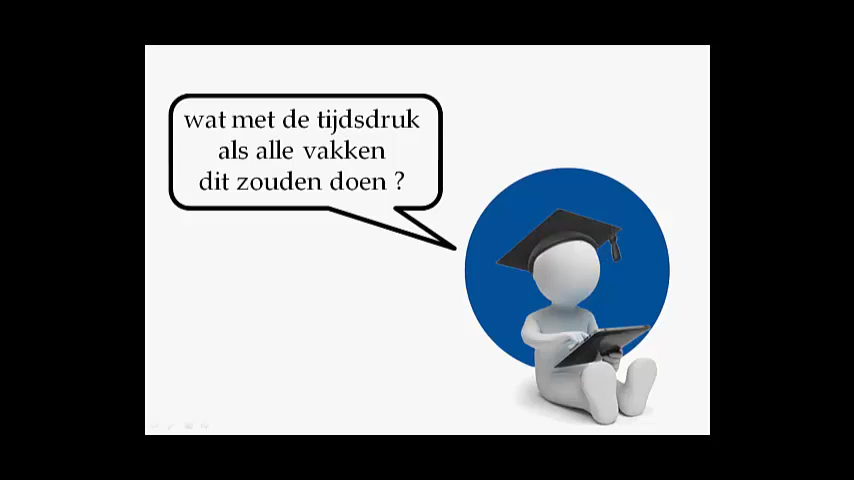 wat met de tijdsdruk
als alle vakken
dit zouden doen ?